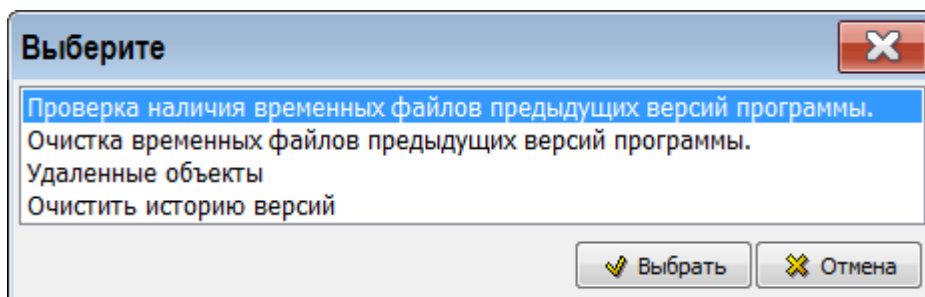 Выберите
Проверка наличия временных файлов предыдущих версий программы.
Очистка временных файлов предыдущих версий программы.
Удаленные объекты
Очистить историю версий
Выбрать Отмена